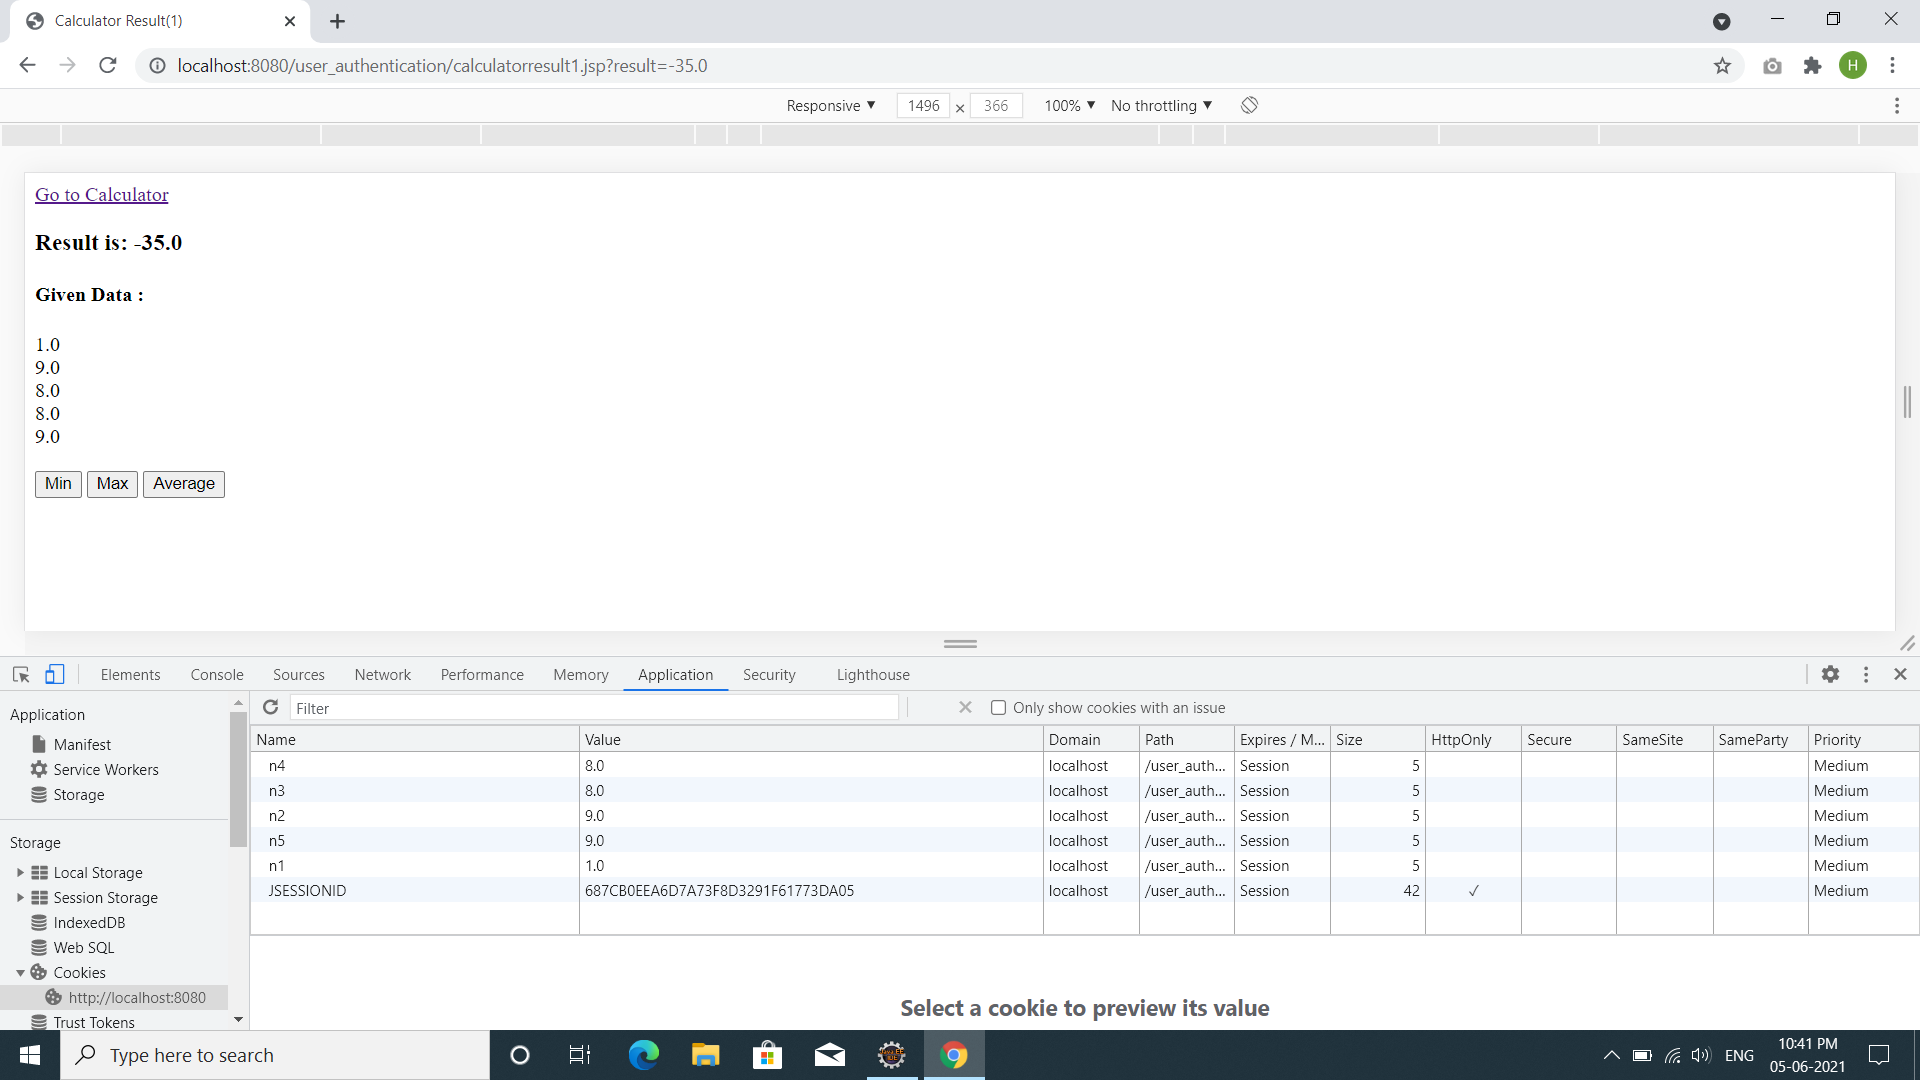 Calculator Result(1)
localhost:8080/user_authentication/calculatorresult1.jsp?result=-35.0
H
Responsive ▼ 1496 × 366 100% ▼ No throttling ▼
Go to Calculator
Result is: -35.0
Given Data :
1.0
9.0
8.0
8.0
9.0
Min Max Average
Elements Console Sources Network Performance Memory Application Security Lighthouse
Application
Manifest
Service Workers
Storage
Storage
Local Storage
Session Storage
IndexedDB
Web SQL
Cookies
http://localhost:8080
Trust Tokens
Filter Only show cookies with an issue
Name Value Domain Path Expires / M... Size HttpOnly Secure SameSite SameParty Priority
n4 8.0 localhost /user_auth... Session 5 Medium
n3 8.0 localhost /user_auth... Session 5 Medium
n2 9.0 localhost /user_auth... Session 5 Medium
n5 9.0 localhost /user_auth... Session 5 Medium
n1 1.0 localhost /user_auth... Session 5 Medium
JSESSIONID 687CB0EEA6D7A73F8D3291F61773DA05 localhost /user_auth... Session 42 ✓ Medium
Select a cookie to preview its value
Type here to search
ENG
10:41 PM
05-06-2021